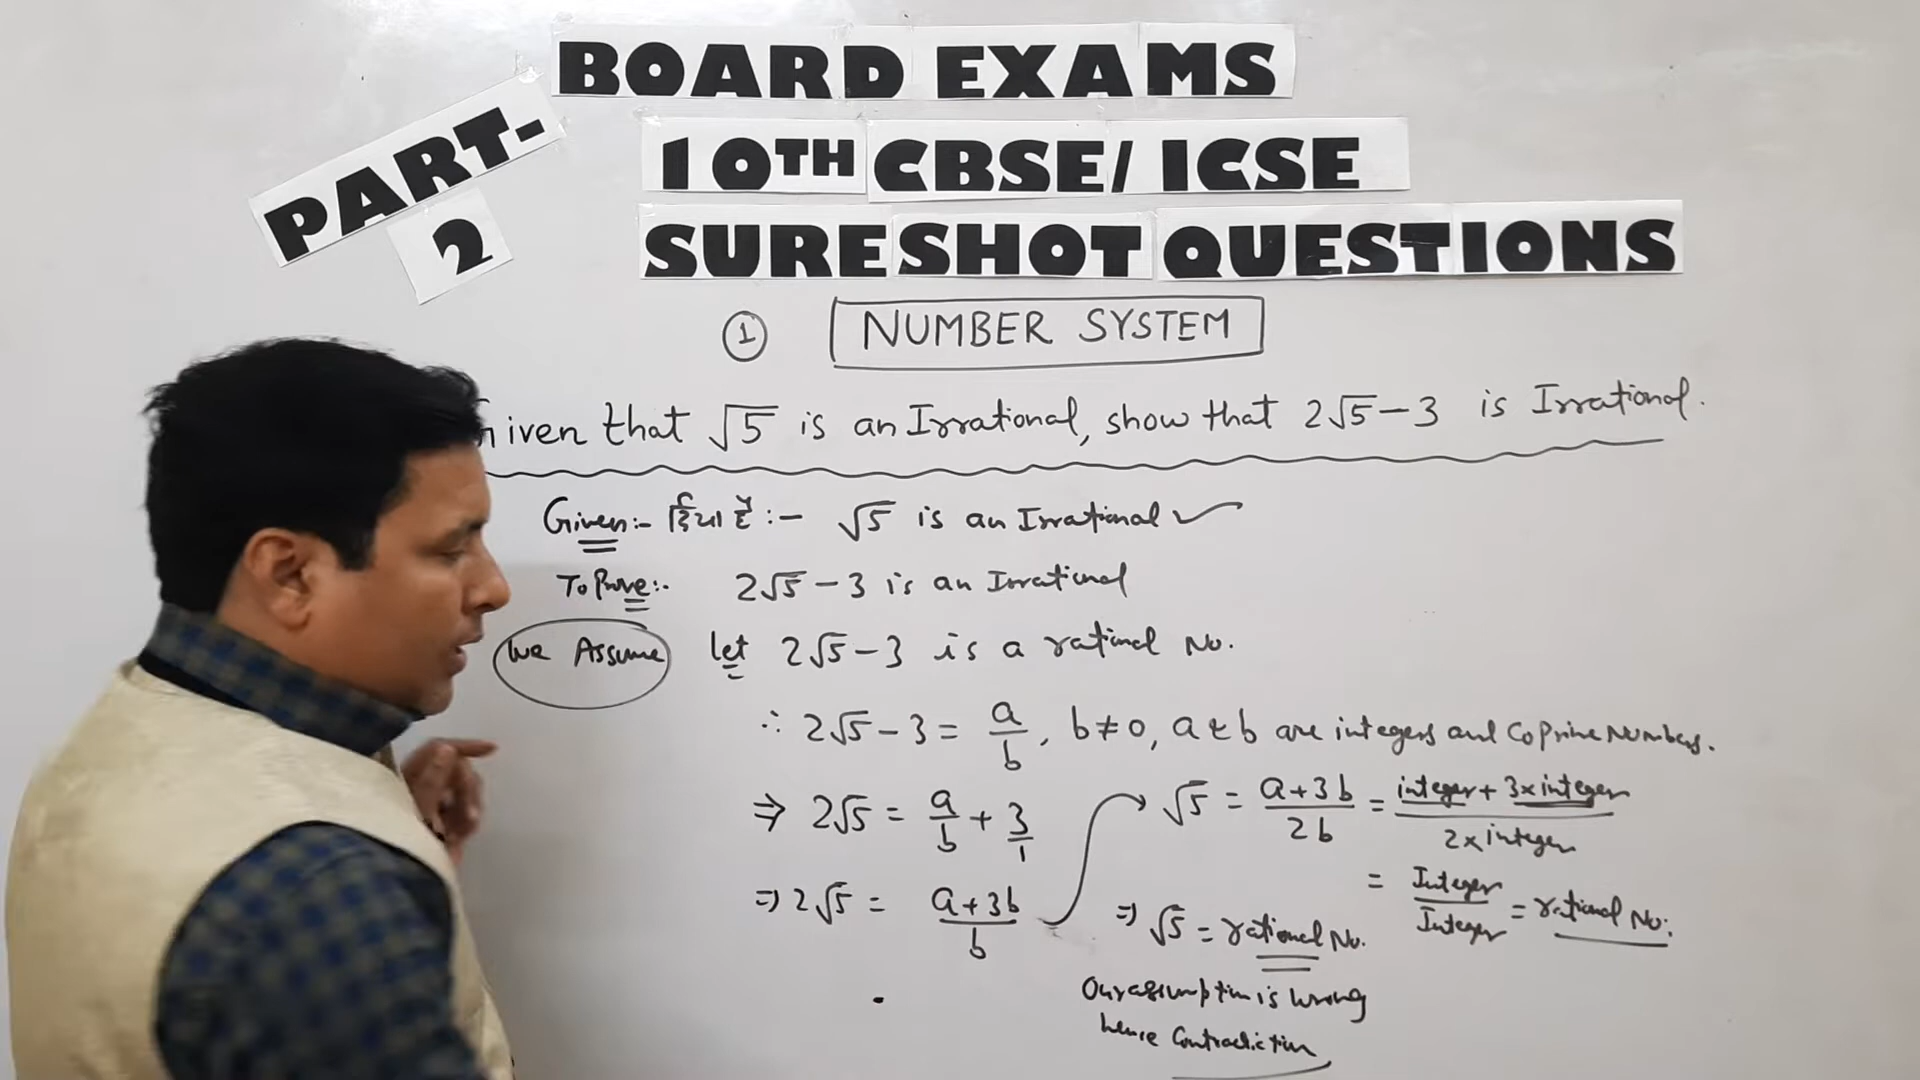 BOARD EXAMS
PART-2
10TH CBSE/ ICSE
SURESHOT QUESTIONS
① NUMBER SYSTEM
Given that √5 is an Irrational, show that 2√5-3 is Irrational.
Given:- दिया है :- √5 is an Irrational ✓
To Prove:- 2√5-3 is an Irrational
We Assume let 2√5-3 is a rational No.
∴ 2√5-3 = a/b, b≠0, a & b are integers and CoPrime Numbers.
⇒ 2√5 = a/b + 3/1
⇒ 2√5 = a+3b/b
→ √5 = a+3b/2b = integer + 3×integer/2×integer
= Integer/Integer = rational No.
⇒ √5 = rational No.
Our assumption is wrong
hence Contradiction